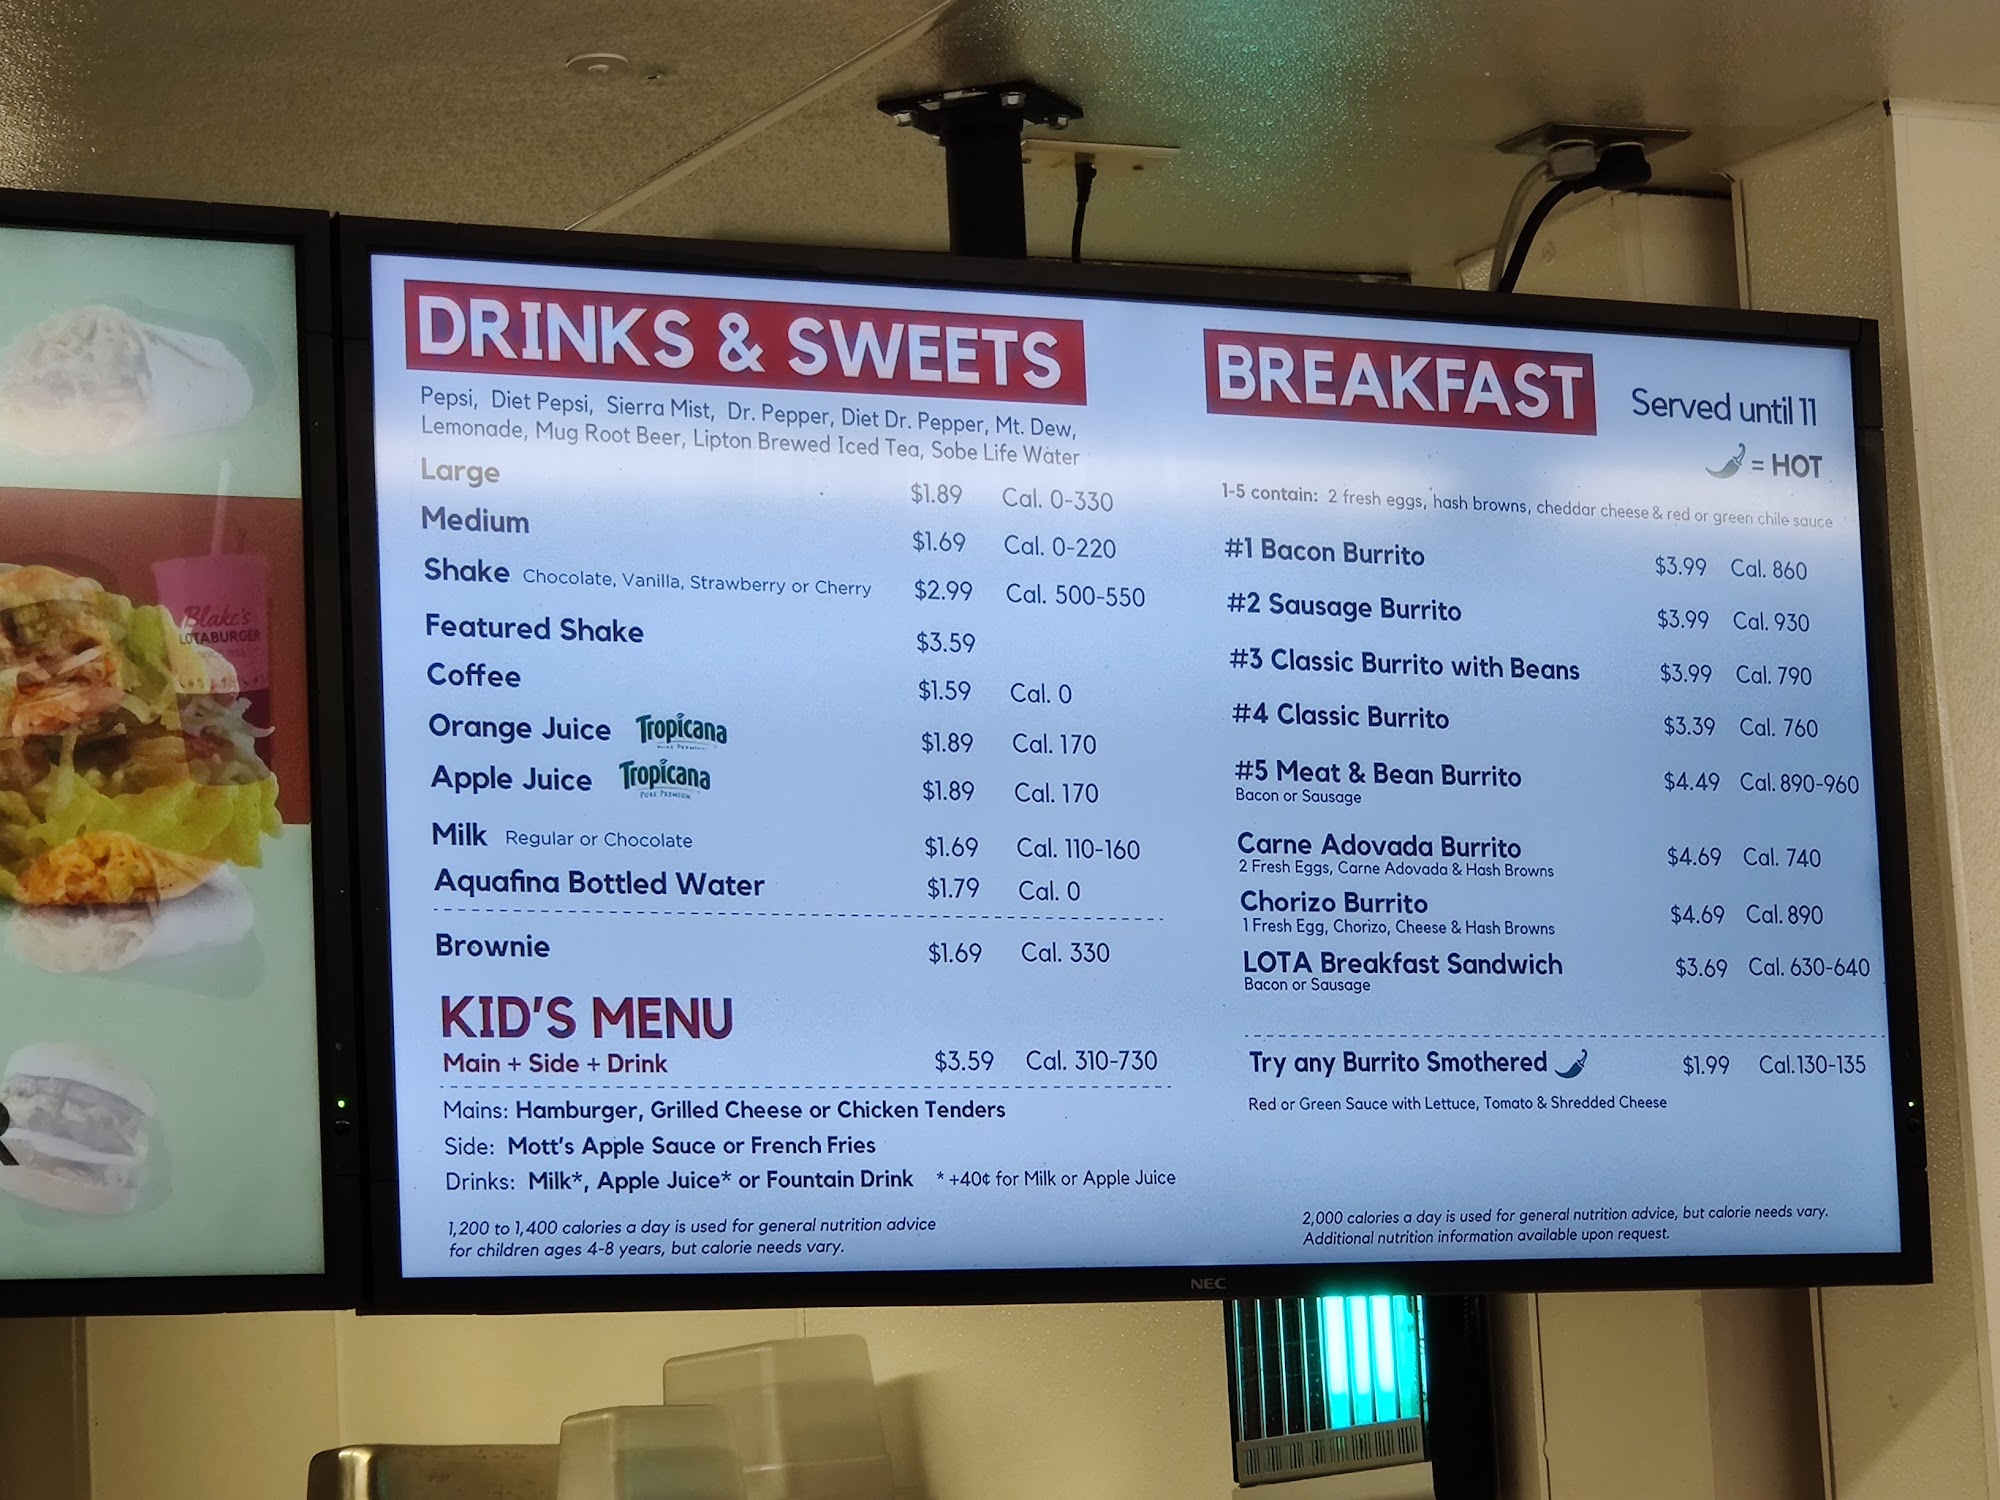 Blake's
LOTABURGER
DRINKS & SWEETS
Pepsi, Diet Pepsi, Sierra Mist, Dr. Pepper, Diet Dr. Pepper, Mt. Dew,
Lemonade, Mug Root Beer, Lipton Brewed Iced Tea, Sobe Life Water
Large $1.89 Cal. 0-330
Medium $1.69 Cal. 0-220
Shake Chocolate, Vanilla, Strawberry or Cherry $2.99 Cal. 500-550
Featured Shake $3.59
Coffee $1.59 Cal. 0
Orange Juice Tropicana $1.89 Cal. 170
Apple Juice Tropicana $1.89 Cal. 170
PURE PREMIUM
Milk Regular or Chocolate $1.69 Cal. 110-160
Aquafina Bottled Water $1.79 Cal. 0
Brownie $1.69 Cal. 330
KID'S MENU
Main + Side + Drink $3.59 Cal. 310-730
Mains: Hamburger, Grilled Cheese or Chicken Tenders
Side: Mott's Apple Sauce or French Fries
Drinks: Milk*, Apple Juice* or Fountain Drink * +40¢ for Milk or Apple Juice
1,200 to 1,400 calories a day is used for general nutrition advice
for children ages 4-8 years, but calorie needs vary.
BREAKFAST Served until 11
= HOT
1-5 contain: 2 fresh eggs, hash browns, cheddar cheese & red or green chile sauce
#1 Bacon Burrito $3.99 Cal. 860
#2 Sausage Burrito $3.99 Cal. 930
#3 Classic Burrito with Beans $3.99 Cal. 790
#4 Classic Burrito $3.39 Cal. 760
#5 Meat & Bean Burrito $4.49 Cal. 890-960
Bacon or Sausage
Carne Adovada Burrito $4.69 Cal. 740
2 Fresh Eggs, Carne Adovada & Hash Browns
Chorizo Burrito $4.69 Cal. 890
1 Fresh Egg, Chorizo, Cheese & Hash Browns
LOTA Breakfast Sandwich $3.69 Cal. 630-640
Bacon or Sausage
Try any Burrito Smothered $1.99 Cal.130-135
Red or Green Sauce with Lettuce, Tomato & Shredded Cheese
2,000 calories a day is used for general nutrition advice, but calorie needs vary.
Additional nutrition information available upon request.
NEC